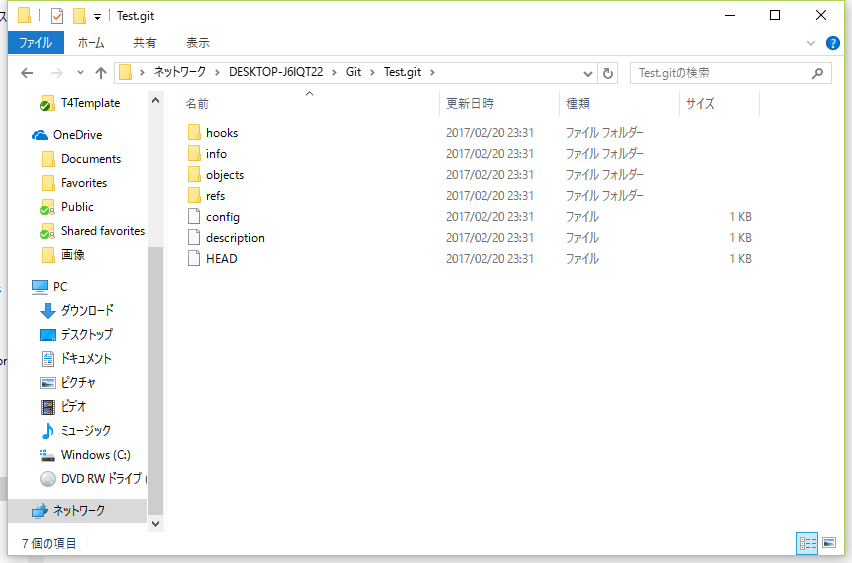 Test.git
ファイル ホーム 共有 表示
ネットワーク DESKTOP-J6IQT22 Git Test.git
Test.gitの検索
T4Template
OneDrive
Documents
Favorites
Public
Shared favorites
画像
PC
ダウンロード
デスクトップ
ドキュメント
ピクチャ
ビデオ
ミュージック
Windows (C:)
DVD RW ドライブ (
ネットワーク
名前 更新日時 種類 サイズ
hooks 2017/02/20 23:31 ファイル フォルダー
info 2017/02/20 23:31 ファイル フォルダー
objects 2017/02/20 23:31 ファイル フォルダー
refs 2017/02/20 23:31 ファイル フォルダー
config 2017/02/20 23:31 ファイル 1 KB
description 2017/02/20 23:31 ファイル 1 KB
HEAD 2017/02/20 23:31 ファイル 1 KB
7 個の項目